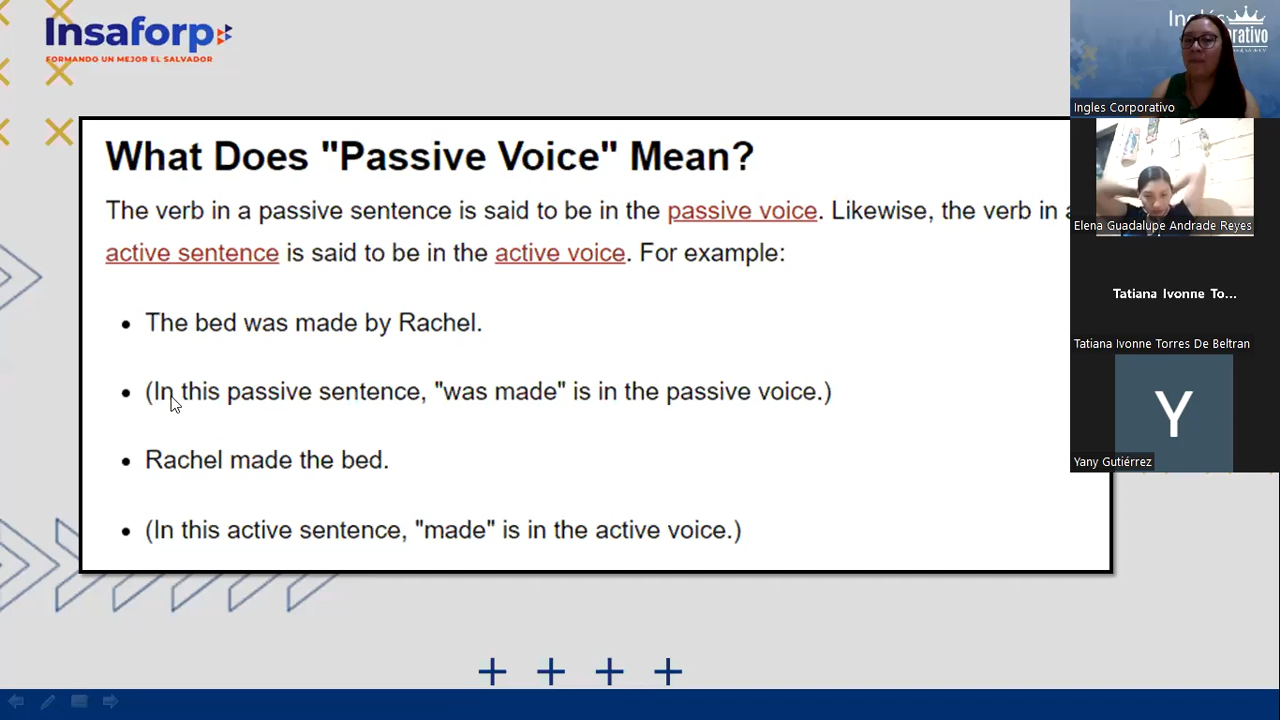 Insaforp
FORMANDO UN MEJOR EL SALVADOR
What Does "Passive Voice" Mean?
The verb in a passive sentence is said to be in the passive voice. Likewise, the verb in
active sentence is said to be in the active voice. For example:
• The bed was made by Rachel.
• (In this passive sentence, "was made" is in the passive voice.)
• Rachel made the bed.
• (In this active sentence, "made" is in the active voice.)
Ingles Corporativo
Elena Guadalupe Andrade Reyes
Tatiana Ivonne To...
Tatiana Ivonne Torres De Beltran
Y
Yany Gutiérrez